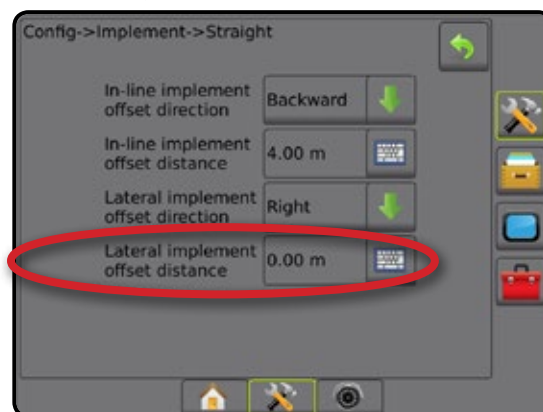 Config->Implement->Straight
In-line implement
offset direction
Backward
In-line implement
offset distance
4.00 m
Lateral implement
offset direction
Right
Lateral implement
offset distance
0.00 m